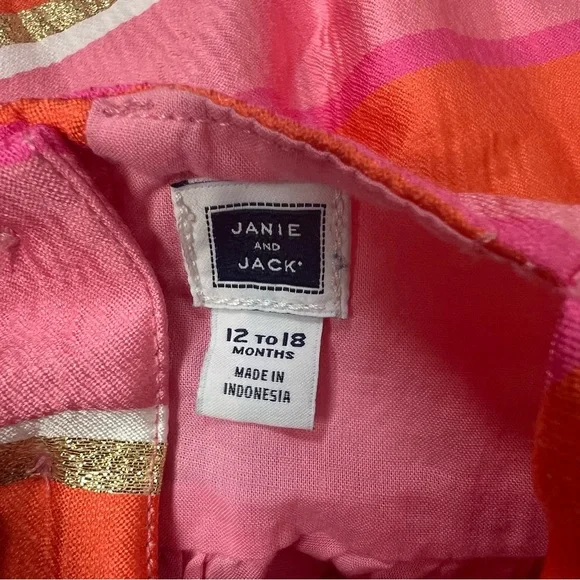 JANIE
AND
JACK
12 TO 18
MONTHS
MADE IN
INDONESIA